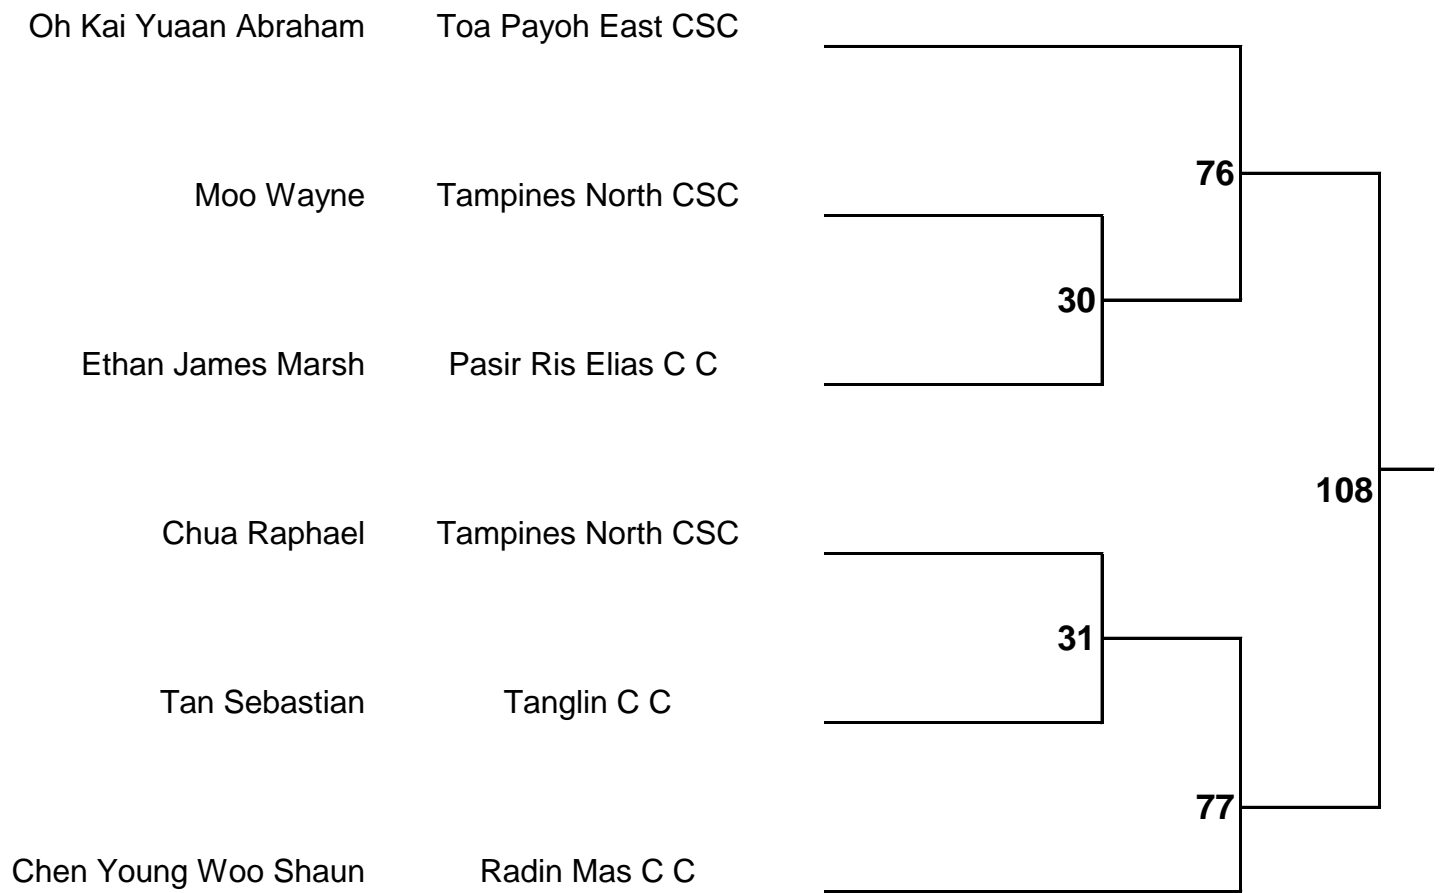 Oh Kai Yuaan Abraham Toa Payoh East CSC
76
Moo Wayne Tampines North CSC
30
Ethan James Marsh Pasir Ris Elias C C
108
Chua Raphael Tampines North CSC
31
Tan Sebastian Tanglin C C
77
Chen Young Woo Shaun Radin Mas C C